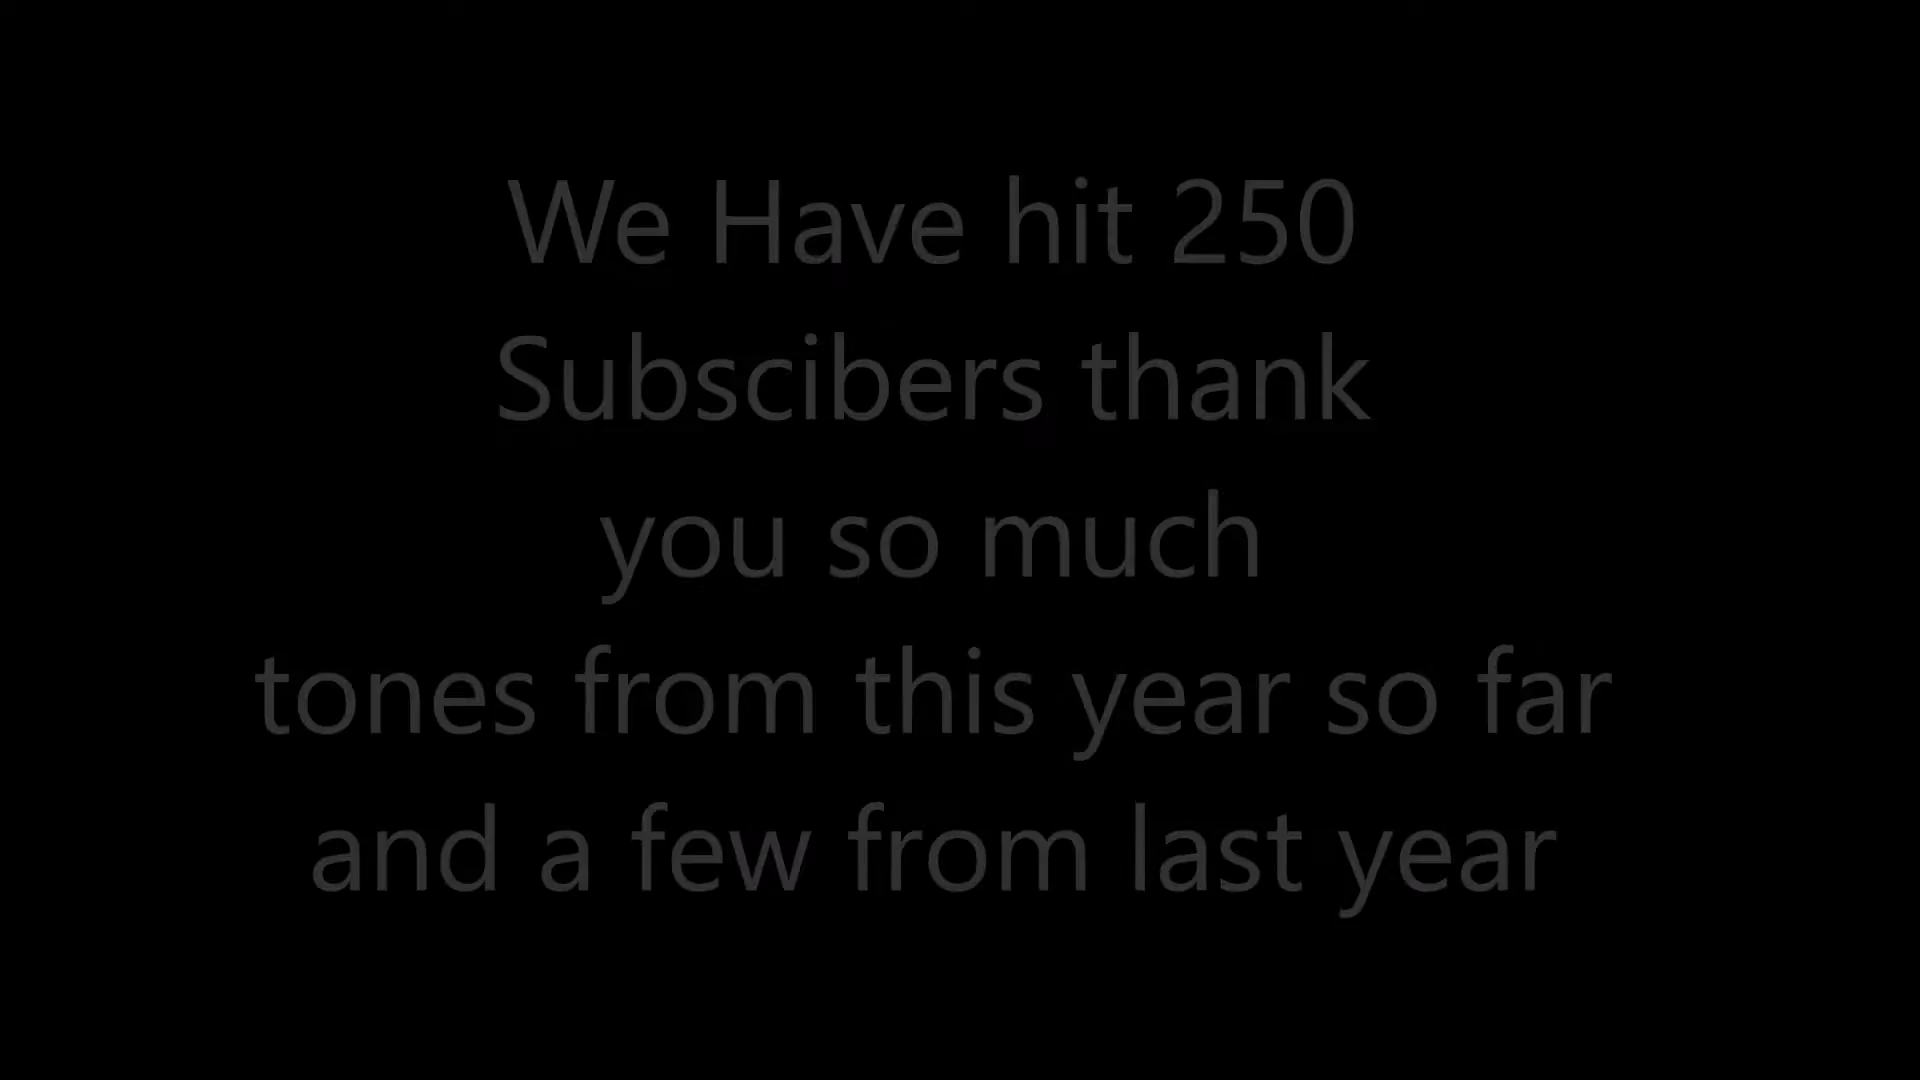 We Have hit 250
Subscibers thank
you so much
tones from this year so far
and a few from last year